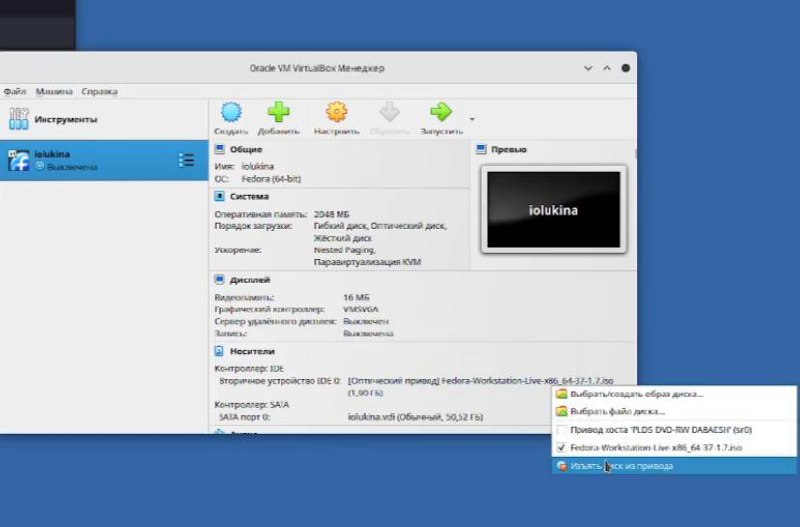 Oracle VM VirtualBox Менеджер
Файл Машина Справка
Инструменты
Создать Добавить Настроить Сбросить Запустить
iolukina
Выключена
Общие
Имя: iolukina
ОС: Fedora (64-bit)
Превью
iolukina
Система
Оперативная память: 2048 МБ
Порядок загрузки: Гибкий диск, Оптический диск,
Жёсткий диск
Ускорение: Nested Paging,
Паравиртуализация KVM
Дисплей
Видеопамять: 16 МБ
Графический контроллер: VMSVGA
Сервер удалённого дисплея: Выключен
Запись: Выключена
Носители
Контроллер: IDE
Вторичное устройство IDE 0: [Оптический привод] Fedora-Workstation-Live-x86_64-37-1.7.iso
(1,90 ГБ)
Контроллер: SATA
SATA порт 0: iolukina.vdi (Обычный, 50,52 ГБ)
Выбрать/создать образ диска...
Выбрать файл диска...
Привод хоста "PLDS DVD-RW DA8AESH" (sr0)
Fedora-Workstation-Live-x86_64-37-1.7.iso
Изъять диск из привода